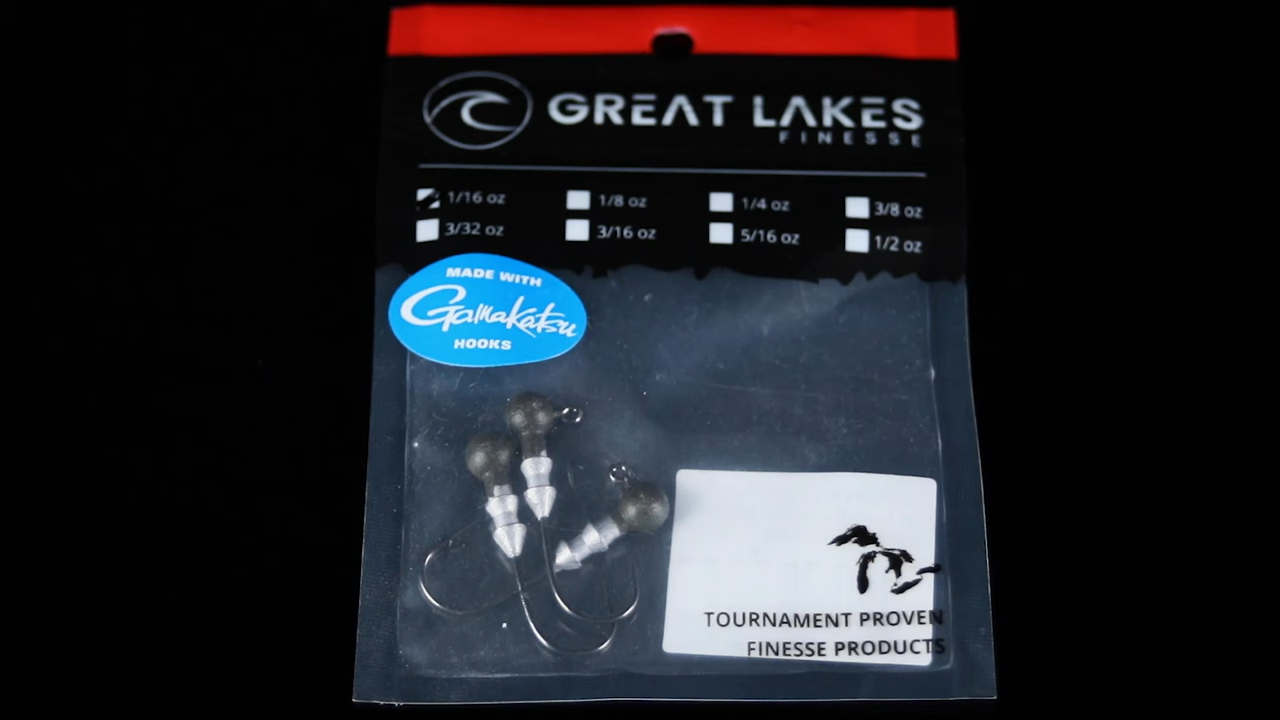 GREAT LAKES
FINESSE
1/16 oz 1/8 oz 1/4 oz 3/8 oz
3/32 oz 3/16 oz 5/16 oz 1/2 oz
MADE WITH
Gamakatsu
HOOKS
TOURNAMENT PROVEN
FINESSE PRODUCTS